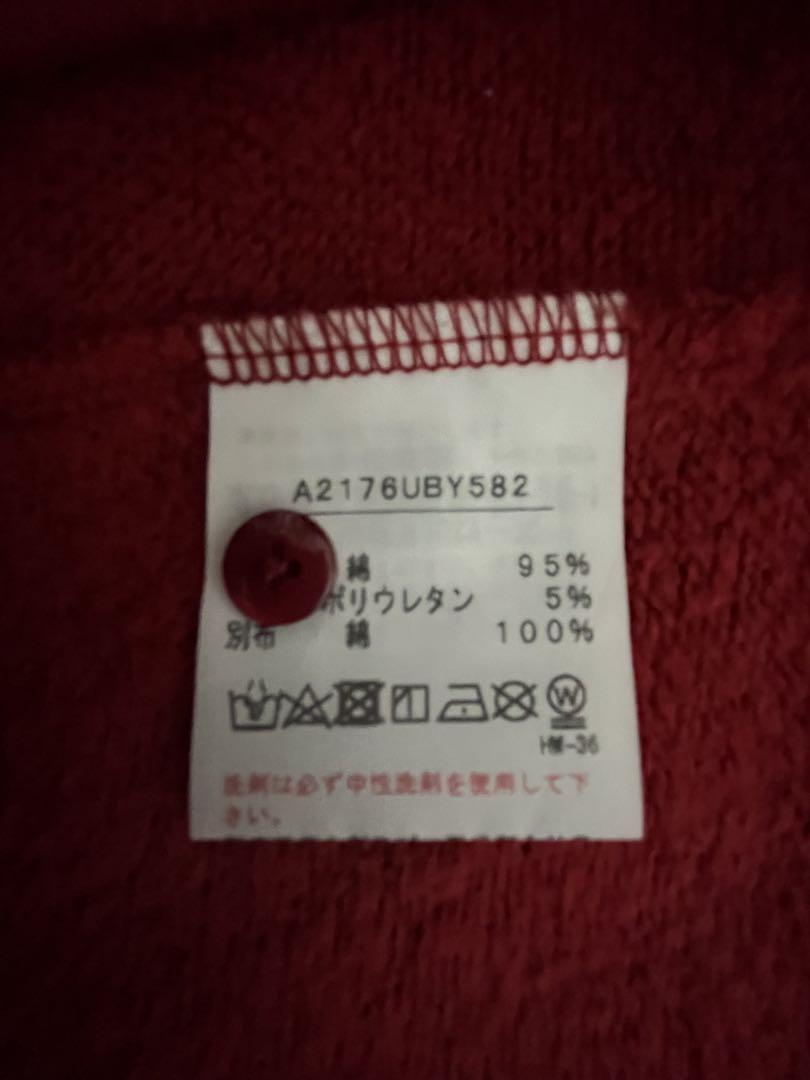 A2176UBY582
綿 95%
ポリウレタン 5%
別布 綿 100%
W
HM-36
洗剤は必ず中性洗剤を使用して下
さい。